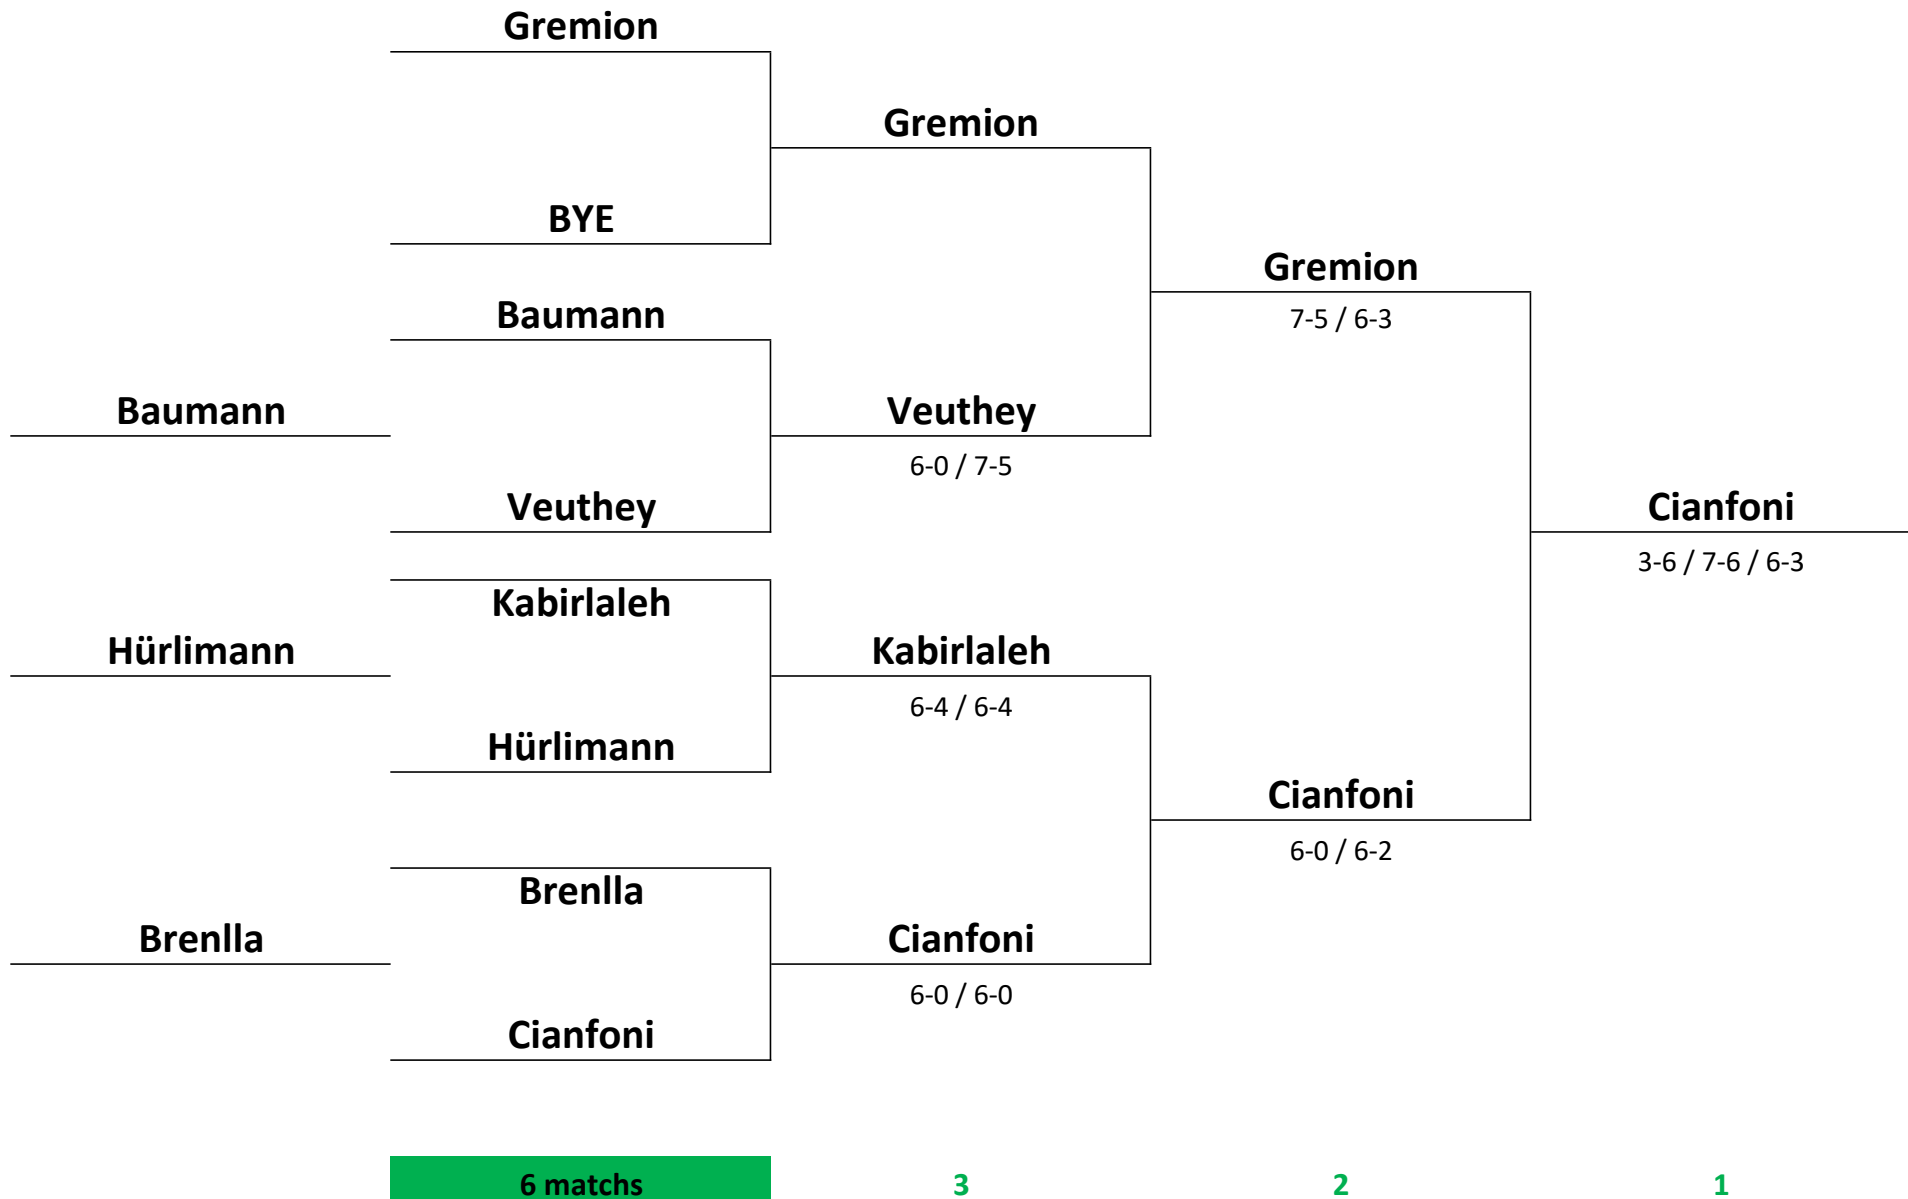 Gremion
Gremion
BYE
Gremion
7-5 / 6-3
Baumann
Baumann
Veuthey
6-0 / 7-5
Veuthey
Cianfoni
3-6 / 7-6 / 6-3
Kabirlaleh
Hürlimann
Kabirlaleh
6-4 / 6-4
Hürlimann
Cianfoni
6-0 / 6-2
Brenlla
Brenlla
Cianfoni
6-0 / 6-0
Cianfoni
6 matchs 3 2 1